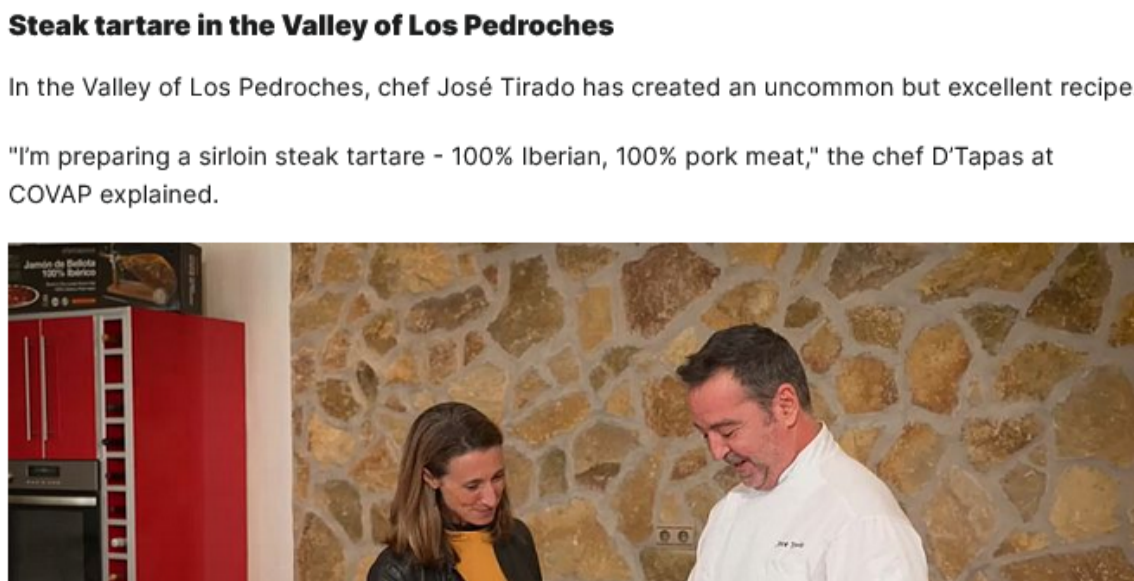 Steak tartare in the Valley of Los Pedroches
In the Valley of Los Pedroches, chef José Tirado has created an uncommon but excellent recipe
"I'm preparing a sirloin steak tartare - 100% Iberian, 100% pork meat," the chef D’Tapas at
COVAP explained.
Jamón de Bellota
100% Ibérico